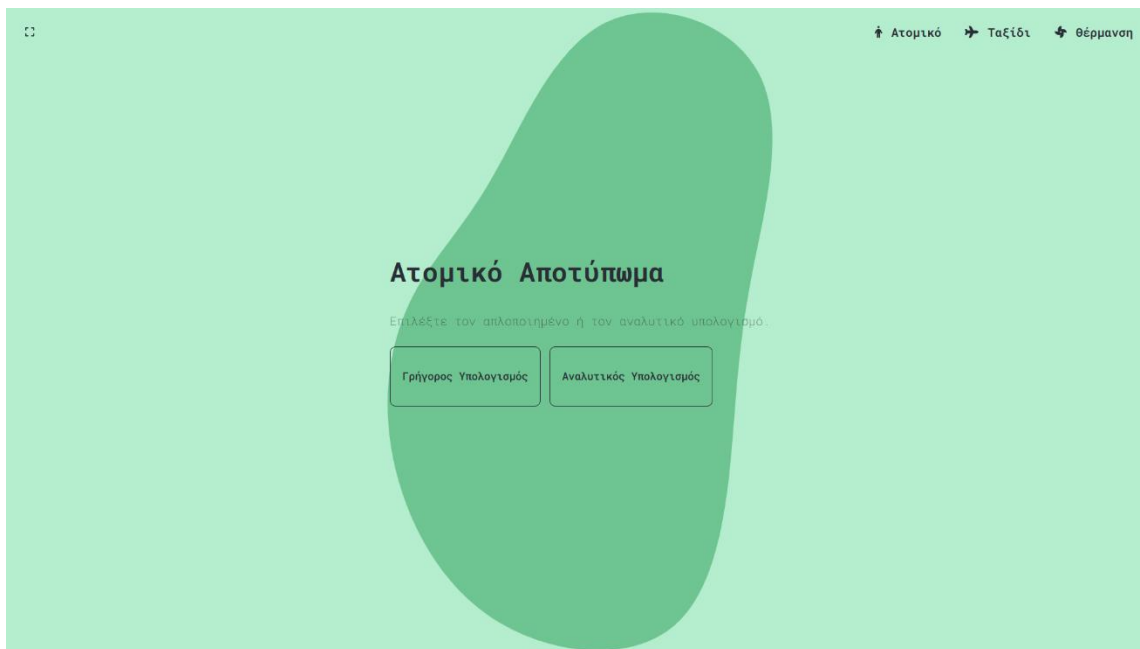 Ατομικό Ταξίδι Θέρμανση
Ατομικό Αποτύπωμα
Επιλέξτε τον απλοποιημένο ή τον αναλυτικό υπολογισμό.
Γρήγορος Υπολογισμός Αναλυτικός Υπολογισμός